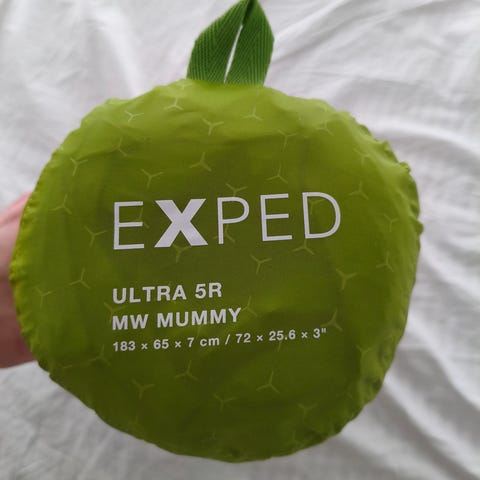 EXPED
ULTRA 5R
MW MUMMY
183 × 65 × 7 cm / 72 × 25.6 × 3"